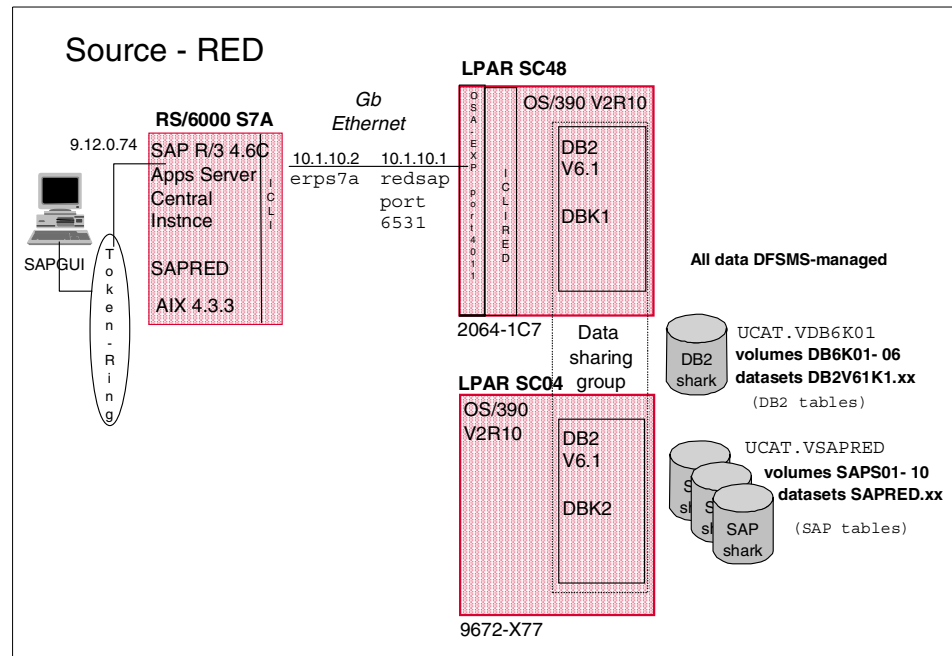 Source - RED
LPAR SC48
Gb
Ethernet
RS/6000 S7A
9.12.0.74
SAP R/3 4.6C
Apps Server
Central
Instnce
SAPRED
AIX 4.3.3
ICLI
SAPGUI
Token-Ring
10.1.10.2
erps7a
10.1.10.1
redsap
port
6531
OSA-EXP port4011
ICLIRED
OS/390 V2R10
DB2
V6.1
DBK1
2064-1C7
Data
sharing
group
LPAR SC04
OS/390
V2R10
DB2
V6.1
DBK2
9672-X77
All data DFSMS-managed
DB2
shark
UCAT.VDB6K01
volumes DB6K01- 06
datasets DB2V61K1.xx
(DB2 tables)
S
sh
S
sh
SAP
shark
UCAT.VSAPRED
volumes SAPS01- 10
datasets SAPRED.xx
(SAP tables)